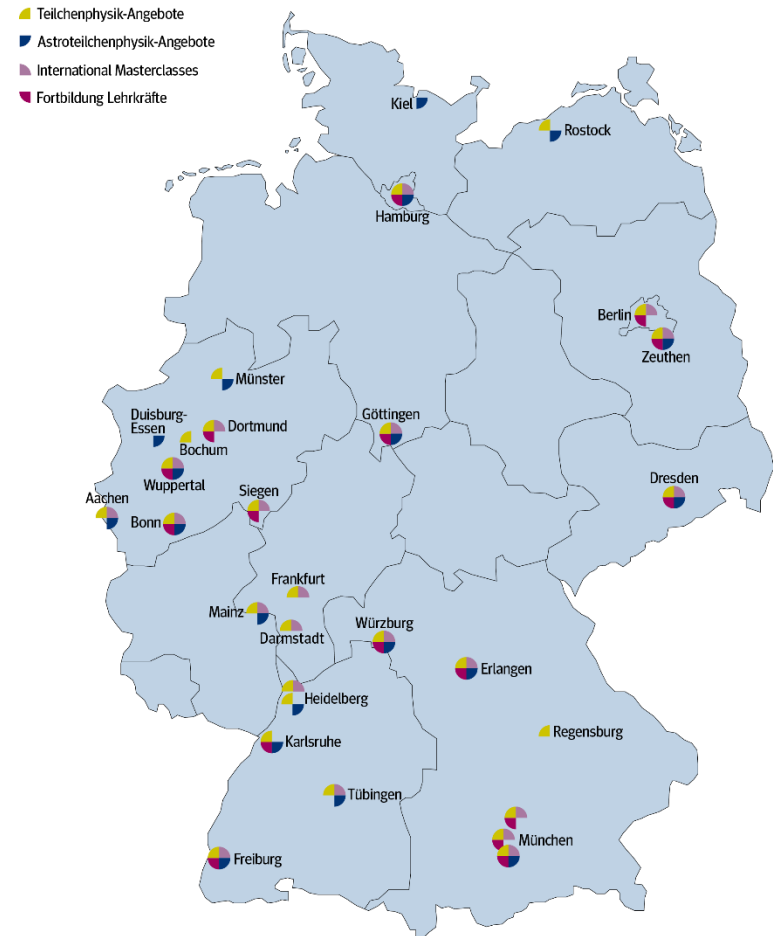 Teilchenphysik-Angebote
Astroteilchenphysik-Angebote
International Masterclasses
Fortbildung Lehrkräfte
Kiel
Rostock
Hamburg
Berlin
Zeuthen
Münster
Duisburg-
Essen
Dortmund
Bochum
Göttingen
Wuppertal
Dresden
Siegen
Aachen
Bonn
Frankfurt
Mainz
Darmstadt
Würzburg
Erlangen
Heidelberg
Regensburg
Karlsruhe
Tübingen
München
Freiburg